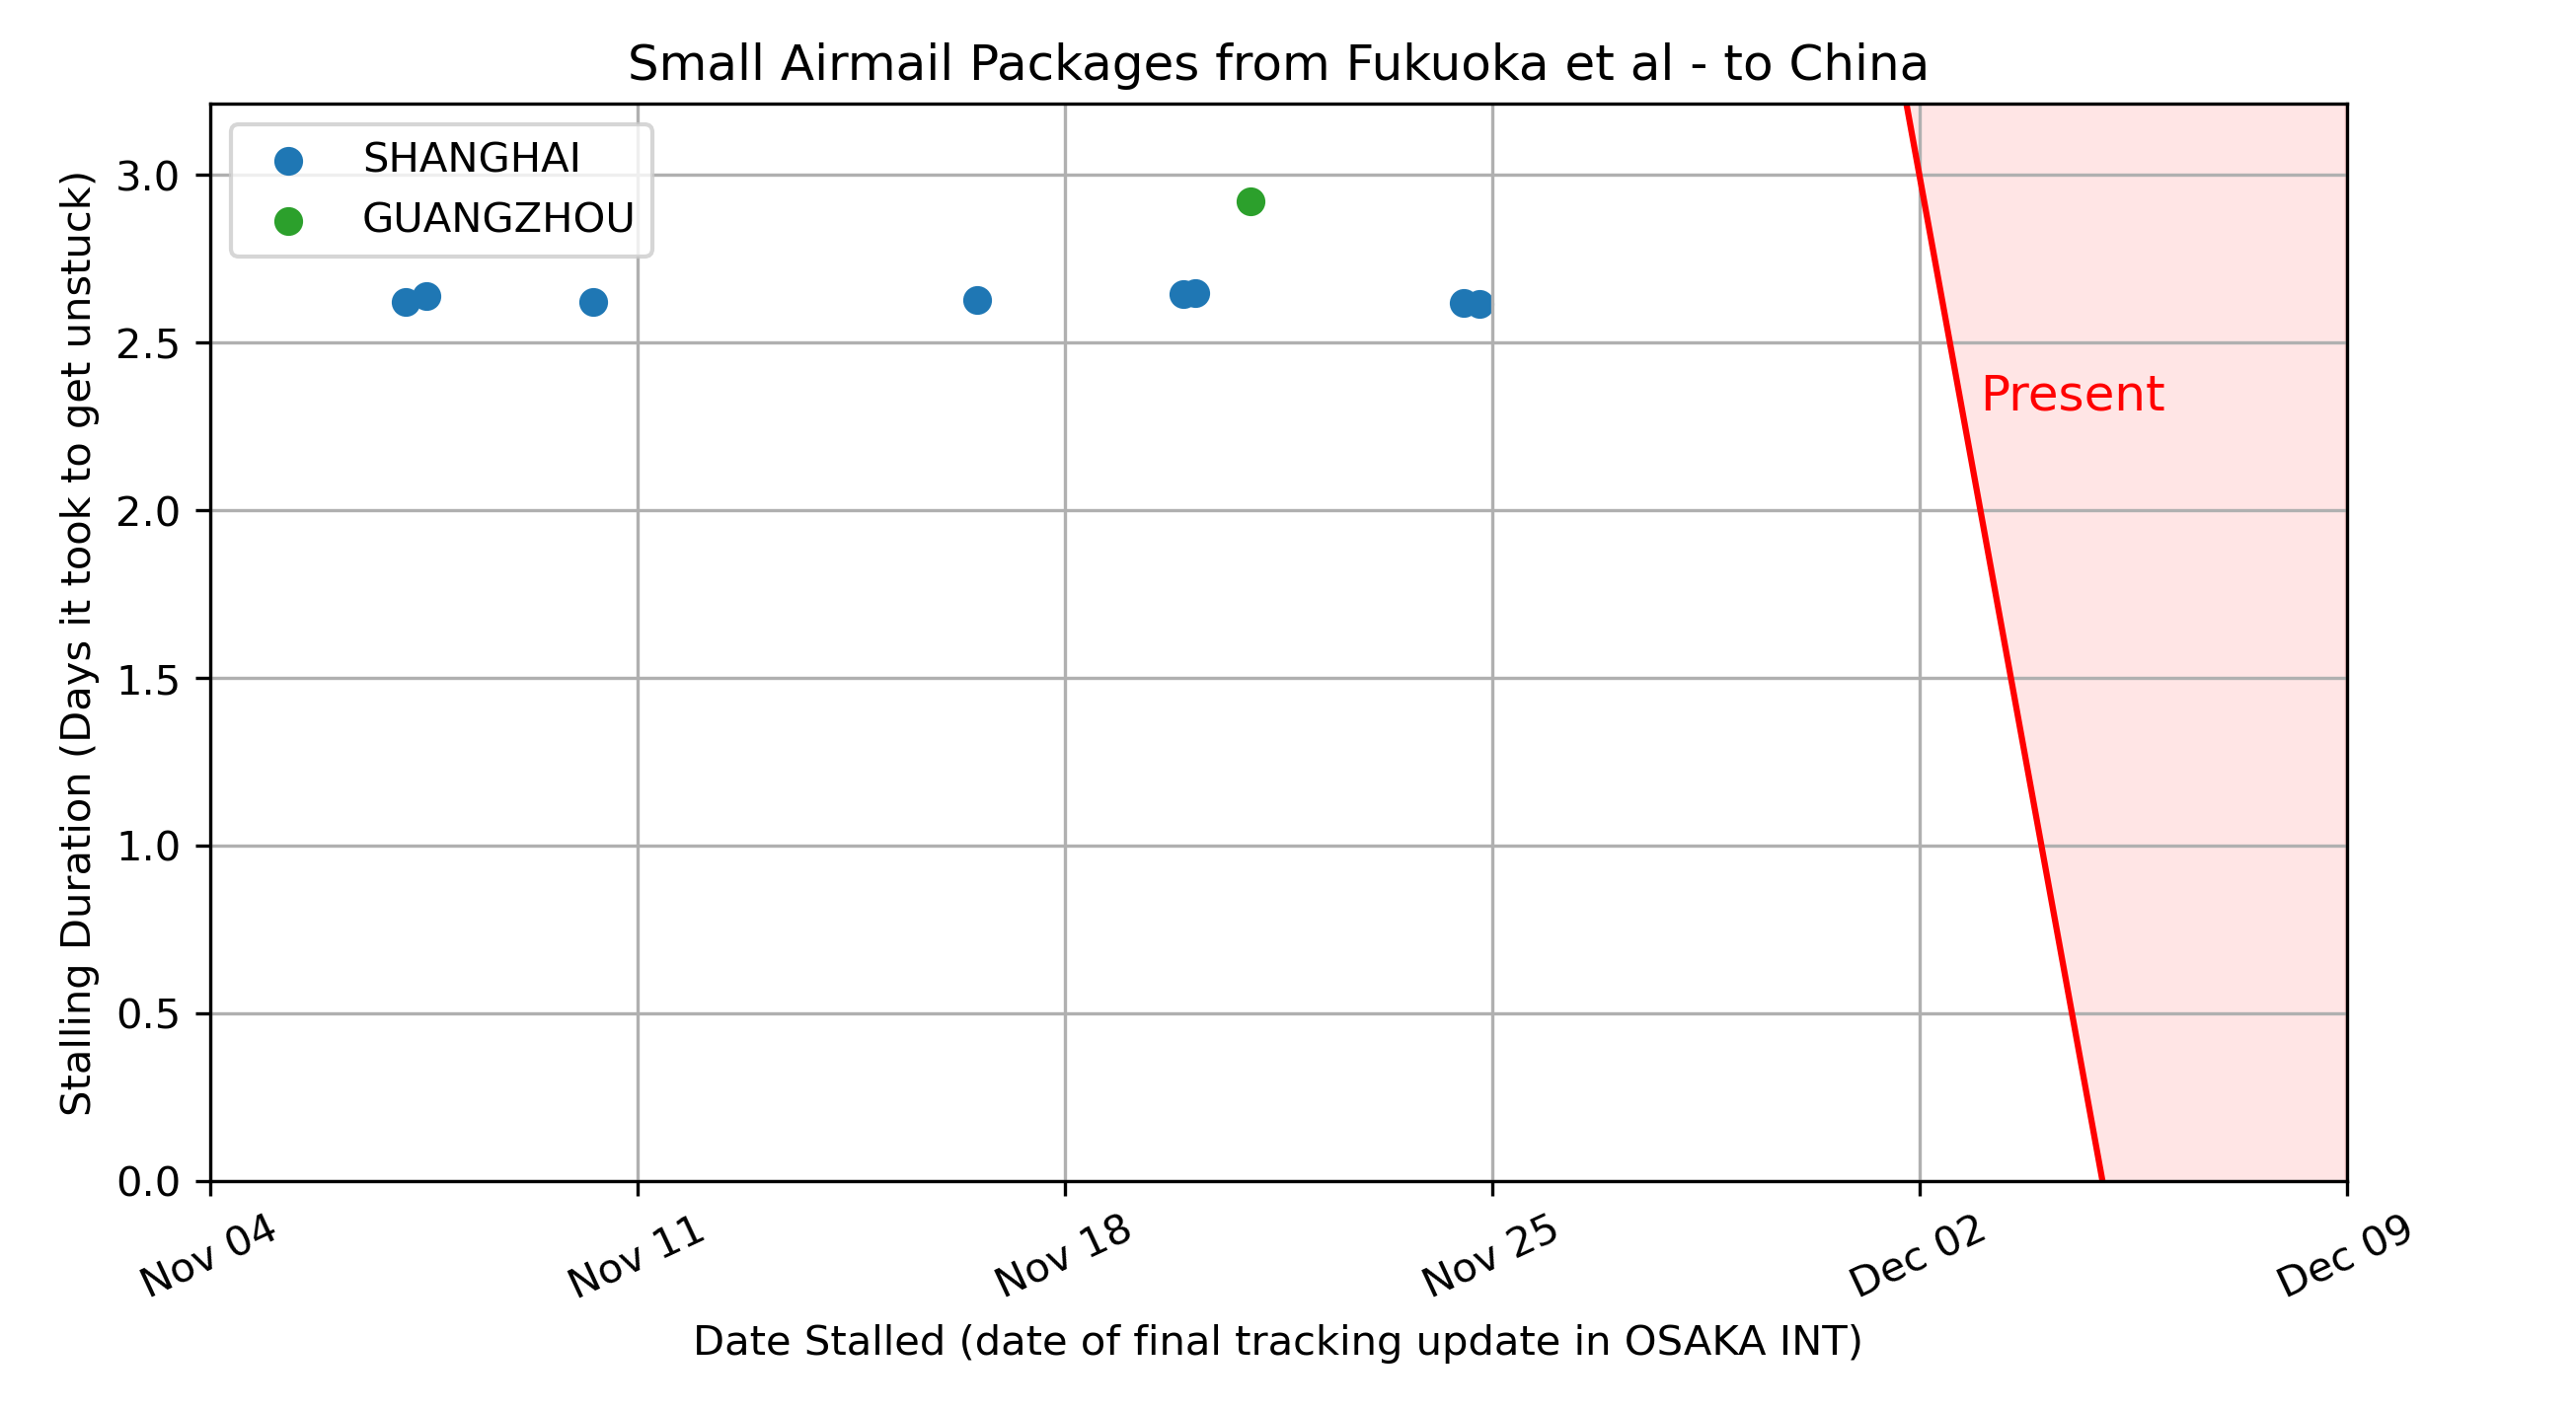 Small Airmail Packages from Fukuoka et al - to China
SHANGHAI
GUANGZHOU
Present
Stalling Duration (Days it took to get unstuck)
3.0
2.5
2.0
1.5
1.0
0.5
0.0
Nov 04
Nov 11
Nov 18
Nov 25
Dec 02
Dec 09
Date Stalled (date of final tracking update in OSAKA INT)